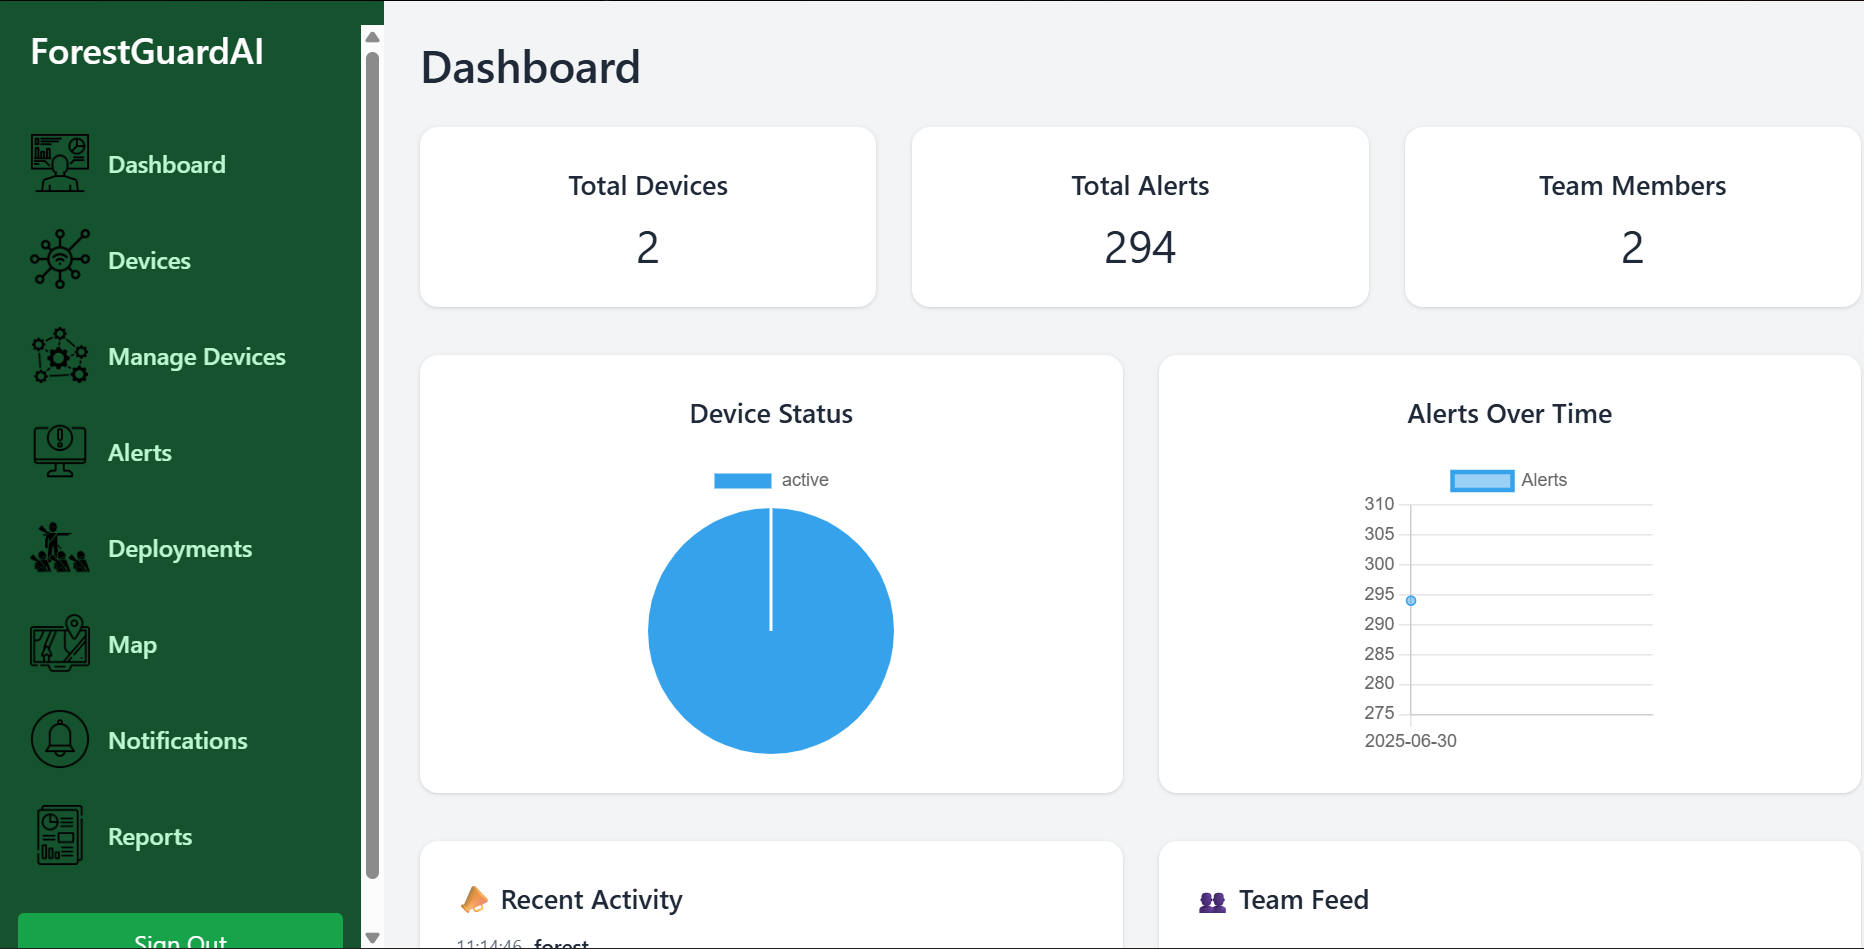 ForestGuardAI
Dashboard
Devices
Manage Devices
Alerts
Deployments
Map
Notifications
Reports
Sign Out
Dashboard
Total Devices
2
Total Alerts
294
Team Members
2
Device Status
active
Alerts Over Time
Alerts
310
305
300
295
290
285
280
275
2025-06-30
Recent Activity
11:14:46 forest
Team Feed